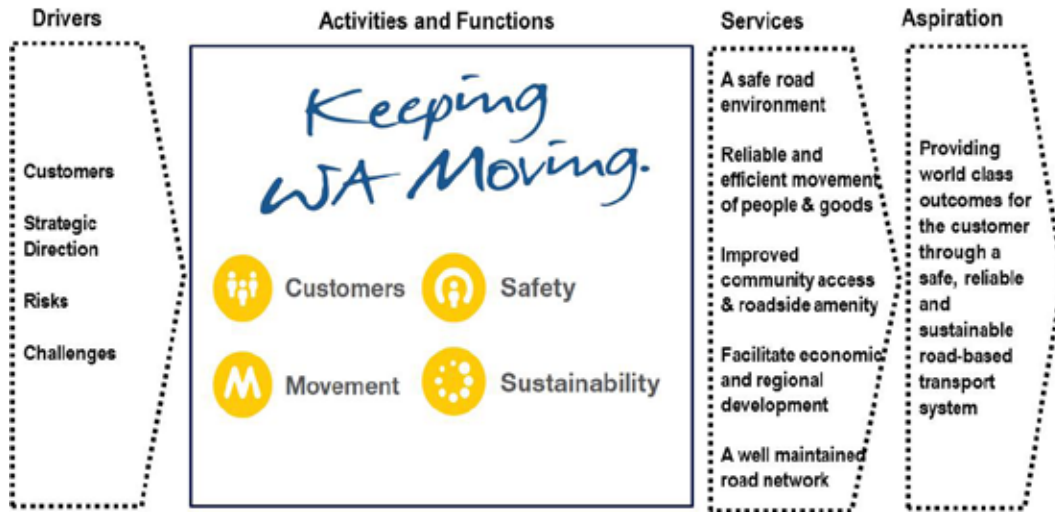 Drivers
Customers
Strategic
Direction
Risks
Challenges
Activities and Functions
Keeping
WA Moving.
Customers
Safety
Movement
Sustainability
Services
A safe road
environment
Reliable and
efficient movement
of people & goods
Improved
community access
& roadside amenity
Facilitate economic
and regional
development
A well maintained
road network
Aspiration
Providing
world class
outcomes for
the customer
through a
safe, reliable
and
sustainable
road-based
transport
system